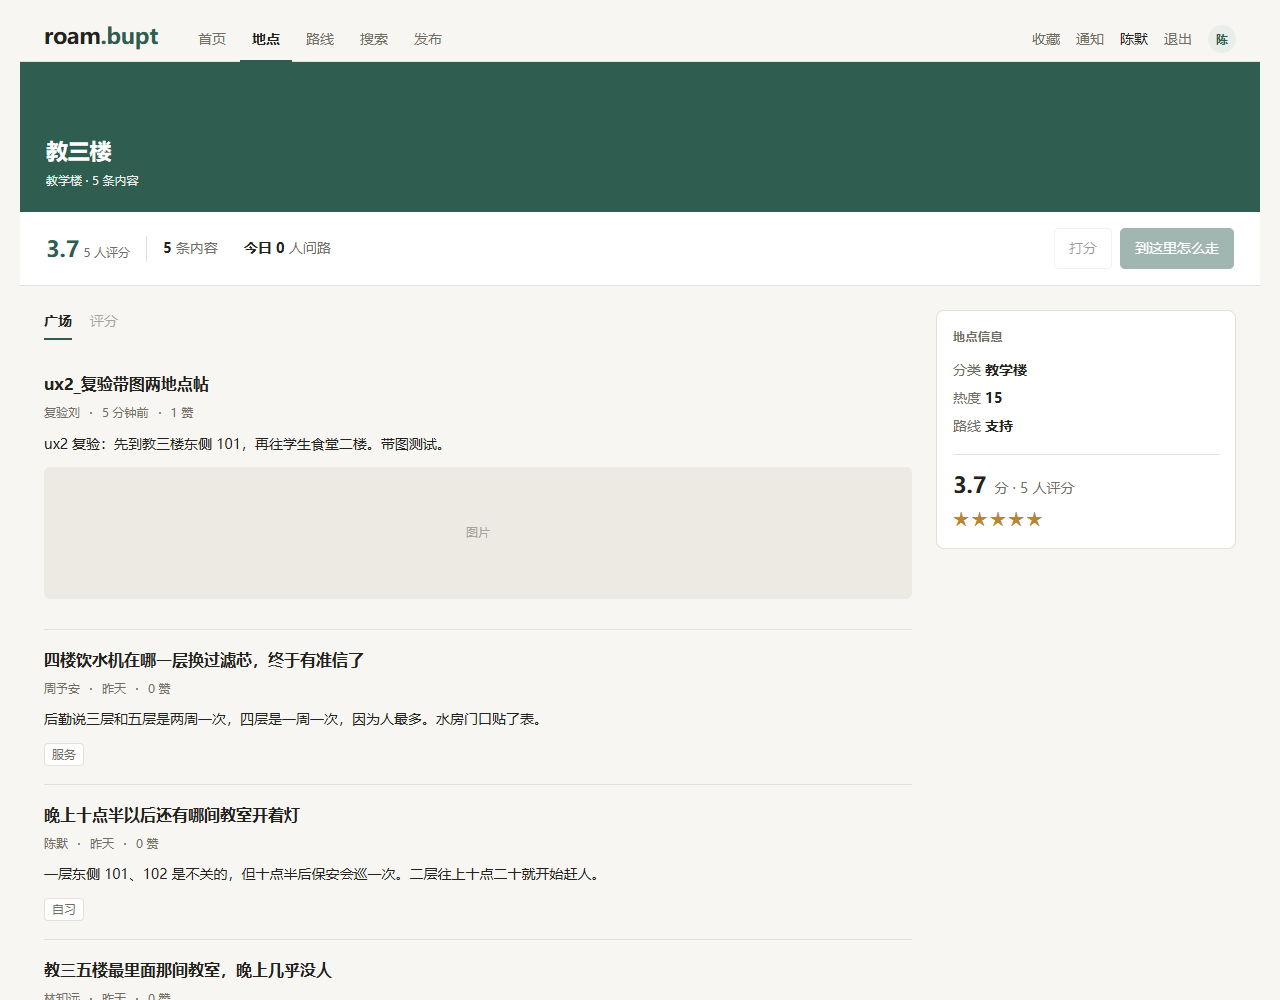 roam.bupt 首页 地点 路线 搜索 发布 收藏 通知 陈默 退出 陈
教三楼
教学楼 · 5 条内容
3.7 5 人评分 5 条内容 今日 0 人问路 打分 到这里怎么走
广场 评分
ux2_复验带图两地点帖
复验刘 · 5 分钟前 · 1 赞
ux2 复验：先到教三楼东侧 101，再往学生食堂二楼。带图测试。
图片
四楼饮水机在哪一层换过滤芯，终于有准信了
周予安 · 昨天 · 0 赞
后勤说三层和五层是两周一次，四层是一周一次，因为人最多。水房门口贴了表。
服务
晚上十点半以后还有哪间教室开着灯
陈默 · 昨天 · 0 赞
一层东侧 101、102 是不关的，但十点半后保安会巡一次。二层往上十点二十就开始赶人。
自习
教三五楼最里面那间教室，晚上几乎没人
林知远 · 昨天 · 0 赞
地点信息
分类 教学楼
热度 15
路线 支持
3.7 分 · 5 人评分
★★★★★